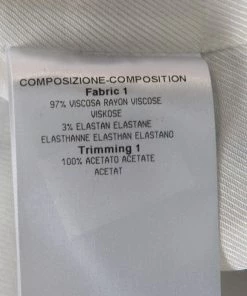 COMPOSIZIONE-COMPOSITION
Fabric 1
97% VISCOSA RAYON VISCOSE
VISKOSE
3% ELASTAN ELASTANE
ELASTHANNE ELASTHAN ELASTANO
Trimming 1
100% ACETATO ACETATE
ACETAT